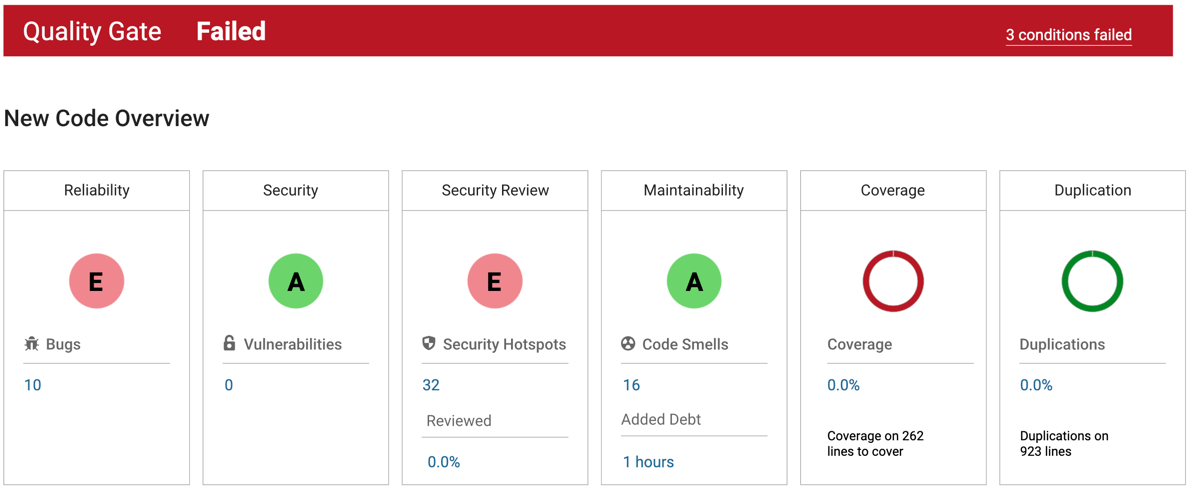 Quality Gate Failed 3 conditions failed
New Code Overview
Reliability
E
Bugs
10
Security
A
Vulnerabilities
0
Security Review
E
Security Hotspots
32
Reviewed
0.0%
Maintainability
A
Code Smells
16
Added Debt
1 hours
Coverage
Coverage
0.0%
Coverage on 262
lines to cover
Duplication
Duplications
0.0%
Duplications on
923 lines